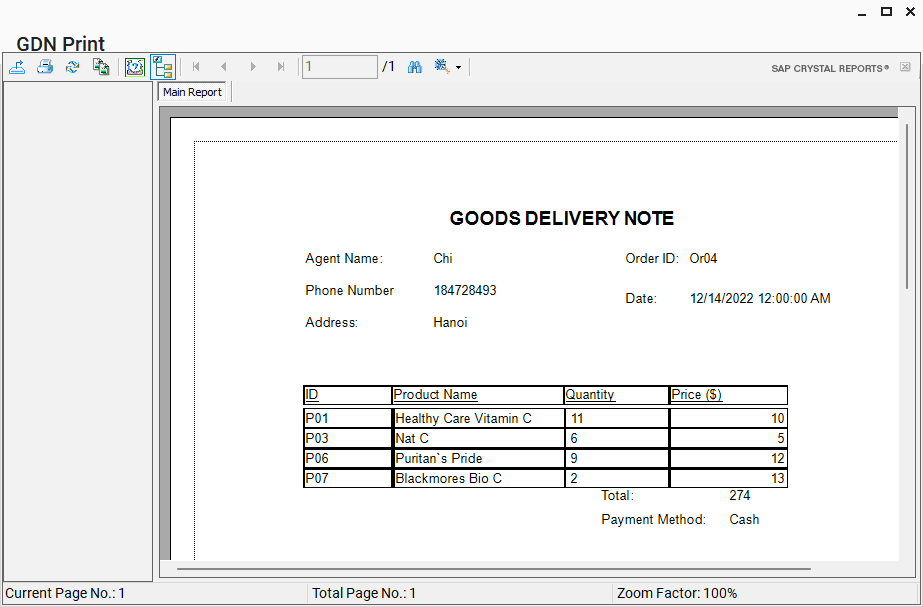 GDN Print
1 /1 SAP CRYSTAL REPORTS®
Main Report
GOODS DELIVERY NOTE
Agent Name: Chi Order ID: Or04
Phone Number 184728493
Date: 12/14/2022 12:00:00 AM
Address: Hanoi
ID Product Name Quantity Price ($)
P01 Healthy Care Vitamin C 11 10
P03 Nat C 6 5
P06 Puritan`s Pride 9 12
P07 Blackmores Bio C 2 13
Total: 274
Payment Method: Cash
Current Page No.: 1 Total Page No.: 1 Zoom Factor: 100%